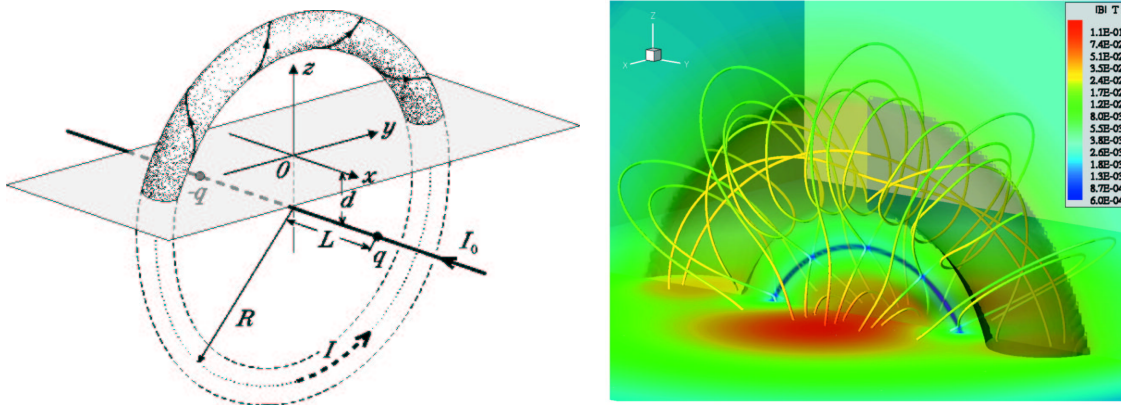 z
y
0
x
-q
d
L
q
I₀
R
I
|B| T
1.1E-01
7.4E-02
5.2E-02
3.5E-02
2.4E-02
1.7E-02
1.2E-02
8.0E-03
5.5E-03
3.8E-03
2.6E-03
1.8E-03
1.3E-03
8.7E-04
6.0E-04
Z
X
Y